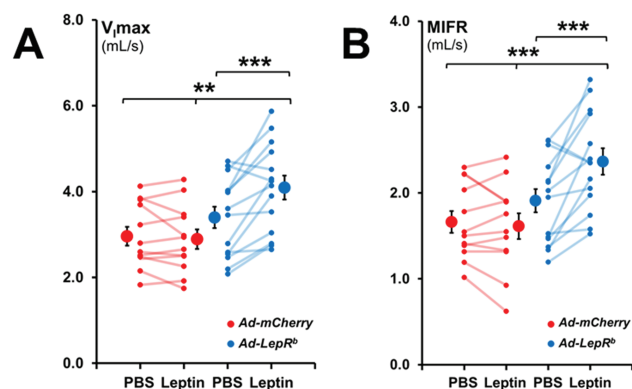 A
VImax
(mL/s)
8.0
6.0
4.0
2.0
0.0
***
**
Ad-mCherry
Ad-LepRb
PBS Leptin PBS Leptin
B
MIFR
(mL/s)
4.0
3.0
2.0
1.0
0.0
***
***
Ad-mCherry
Ad-LepRb
PBS Leptin PBS Leptin